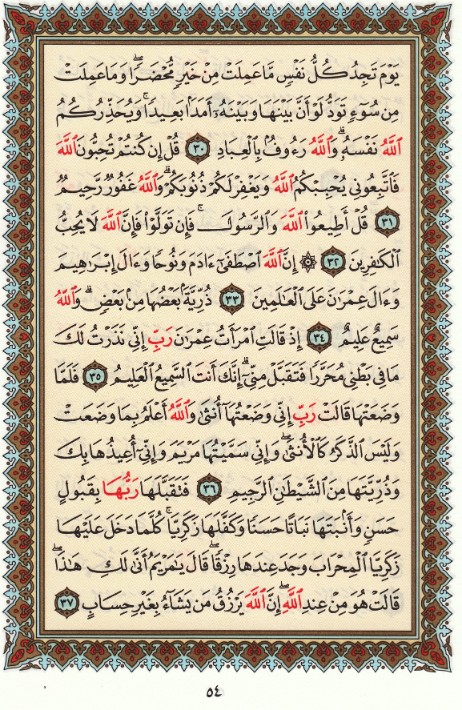 يَوْمَ تَجِدُ كُلُّ نَفْسٍ مَّا عَمِلَتْ مِنْ خَيْرٍ مُّحْضَرًا وَمَا عَمِلَتْ
مِن سُوٓءٍ تَوَدُّ لَوْ أَنَّ بَيْنَهَا وَبَيْنَهُۥٓ أَمَدًۢا بَعِيدًا ۗ وَيُحَذِّرُكُمُ
ٱللَّهُ نَفْسَهُۥ ۗ وَٱللَّهُ رَءُوفٌۢ بِٱلْعِبَادِ ٣٠ قُلْ إِن كُنتُمْ تُحِبُّونَ ٱللَّهَ
فَٱتَّبِعُونِى يُحْبِبْكُمُ ٱللَّهُ وَيَغْفِرْ لَكُمْ ذُنُوبَكُمْ ۗ وَٱللَّهُ غَفُورٌ رَّحِيمٌ
٣١ قُلْ أَطِيعُوا۟ ٱللَّهَ وَٱلرَّسُولَ ۖ فَإِن تَوَلَّوْا۟ فَإِنَّ ٱللَّهَ لَا يُحِبُّ
ٱلْكَٰفِرِينَ ٣٢ ۞ إِنَّ ٱللَّهَ ٱصْطَفَىٰٓ ءَادَمَ وَنُوحًا وَءَالَ إِبْرَٰهِيمَ
وَءَالَ عِمْرَٰنَ عَلَى ٱلْعَٰلَمِينَ ٣٣ ذُرِّيَّةًۢ بَعْضُهَا مِنۢ بَعْضٍ ۗ وَٱللَّهُ
سَمِيعٌ عَلِيمٌ ٣٤ إِذْ قَالَتِ ٱمْرَأَتُ عِمْرَٰنَ رَبِّ إِنِّى نَذَرْتُ لَكَ
مَا فِى بَطْنِى مُحَرَّرًا فَتَقَبَّلْ مِنِّىٓ ۖ إِنَّكَ أَنتَ ٱلسَّمِيعُ ٱلْعَلِيمُ ٣٥ فَلَمَّا
وَضَعَتْهَا قَالَتْ رَبِّ إِنِّى وَضَعْتُهَآ أُنثَىٰ وَٱللَّهُ أَعْلَمُ بِمَا وَضَعَتْ
وَلَيْسَ ٱلذَّكَرُ كَٱلْأُنثَىٰ ۖ وَإِنِّى سَمَّيْتُهَا مَرْيَمَ وَإِنِّىٓ أُعِيذُهَا بِكَ
وَذُرِّيَّتَهَا مِنَ ٱلشَّيْطَٰنِ ٱلرَّجِيمِ ٣٦ فَتَقَبَّلَهَا رَبُّهَا بِقَبُولٍ
حَسَنٍ وَأَنۢبَتَهَا نَبَاتًا حَسَنًا وَكَفَّلَهَا زَكَرِيَّا ۖ كُلَّمَا دَخَلَ عَلَيْهَا
زَكَرِيَّا ٱلْمِحْرَابَ وَجَدَ عِندَهَا رِزْقًا ۖ قَالَ يَٰمَرْيَمُ أَنَّىٰ لَكِ هَٰذَا ۖ
قَالَتْ هُوَ مِنْ عِندِ ٱللَّهِ ۖ إِنَّ ٱللَّهَ يَرْزُقُ مَن يَشَآءُ بِغَيْرِ حِسَابٍ ٣٧
٥٤